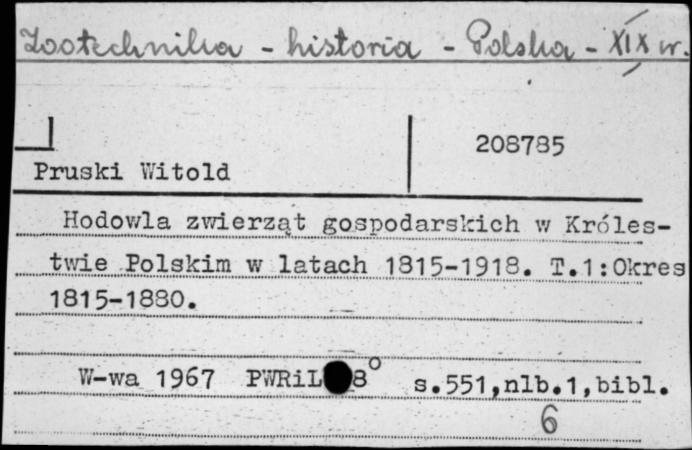 Zootechnika - historia - Polska - XIX w.
208785
Pruski Witold
Hodowla zwierząt gospodarskich w Króles-
twie Polskim w latach 1815-1918. T.1:Okres
1815-1880.
W-wa 1967 PWRiL 8° s.551,nlb.1,bibl.
6